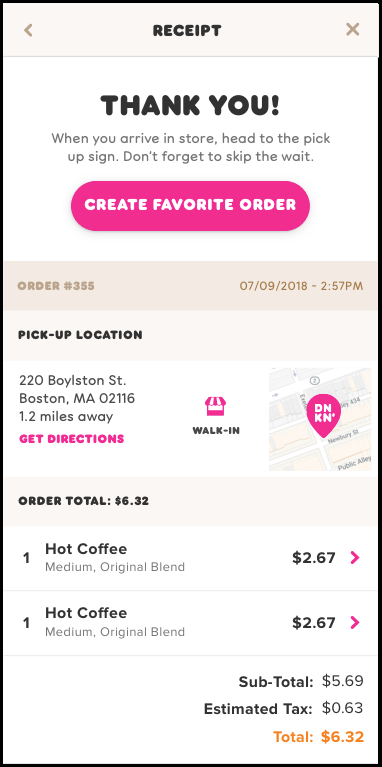 RECEIPT
THANK YOU!
When you arrive in store, head to the pick
up sign. Don't forget to skip the wait.
CREATE FAVORITE ORDER
ORDER #355
07/09/2018 - 2:57PM
PICK-UP LOCATION
220 Boylston St.
Boston, MA 02116
1.2 miles away
GET DIRECTIONS
WALK-IN
2
Alley 434
DN
KN'
Newbury St
Public Alley
ORDER TOTAL: $6.32
1 Hot Coffee $2.67
Medium, Original Blend
1 Hot Coffee $2.67
Medium, Original Blend
Sub-Total: $5.69
Estimated Tax: $0.63
Total: $6.32